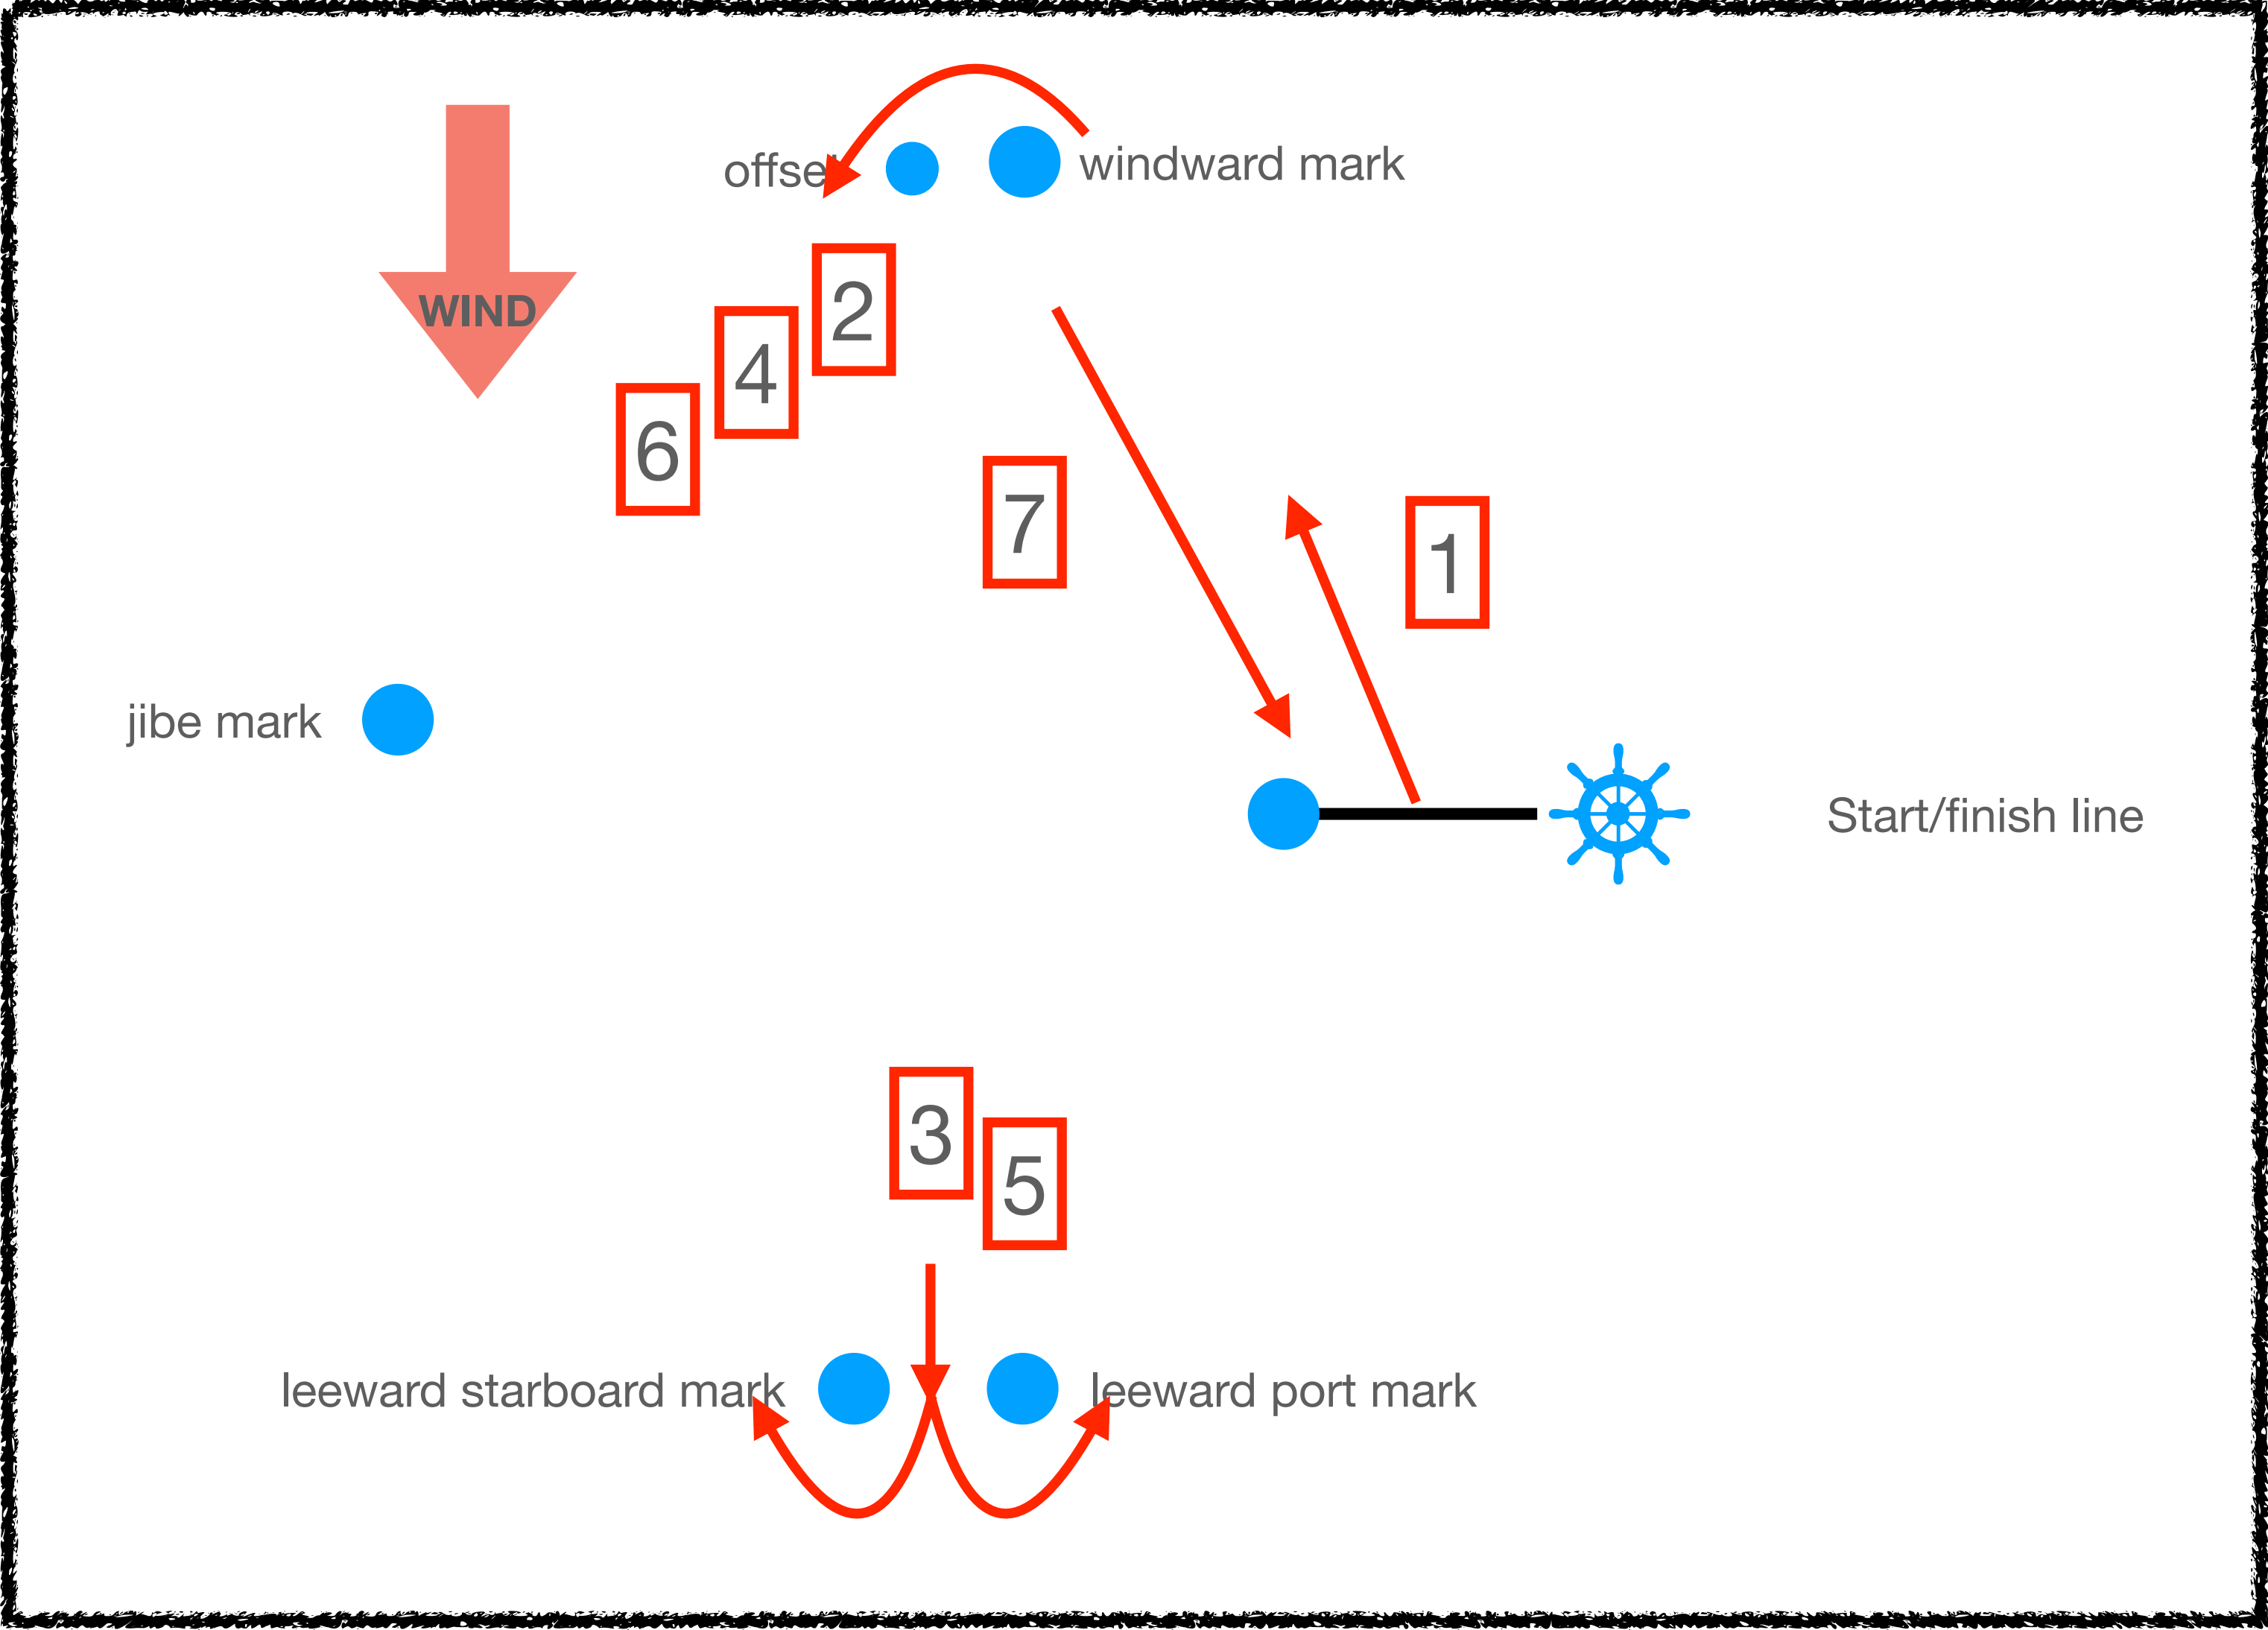 offset
windward mark
WIND
2
4
6
7
1
jibe mark
Start/finish line
3
5
leeward starboard mark
leeward port mark